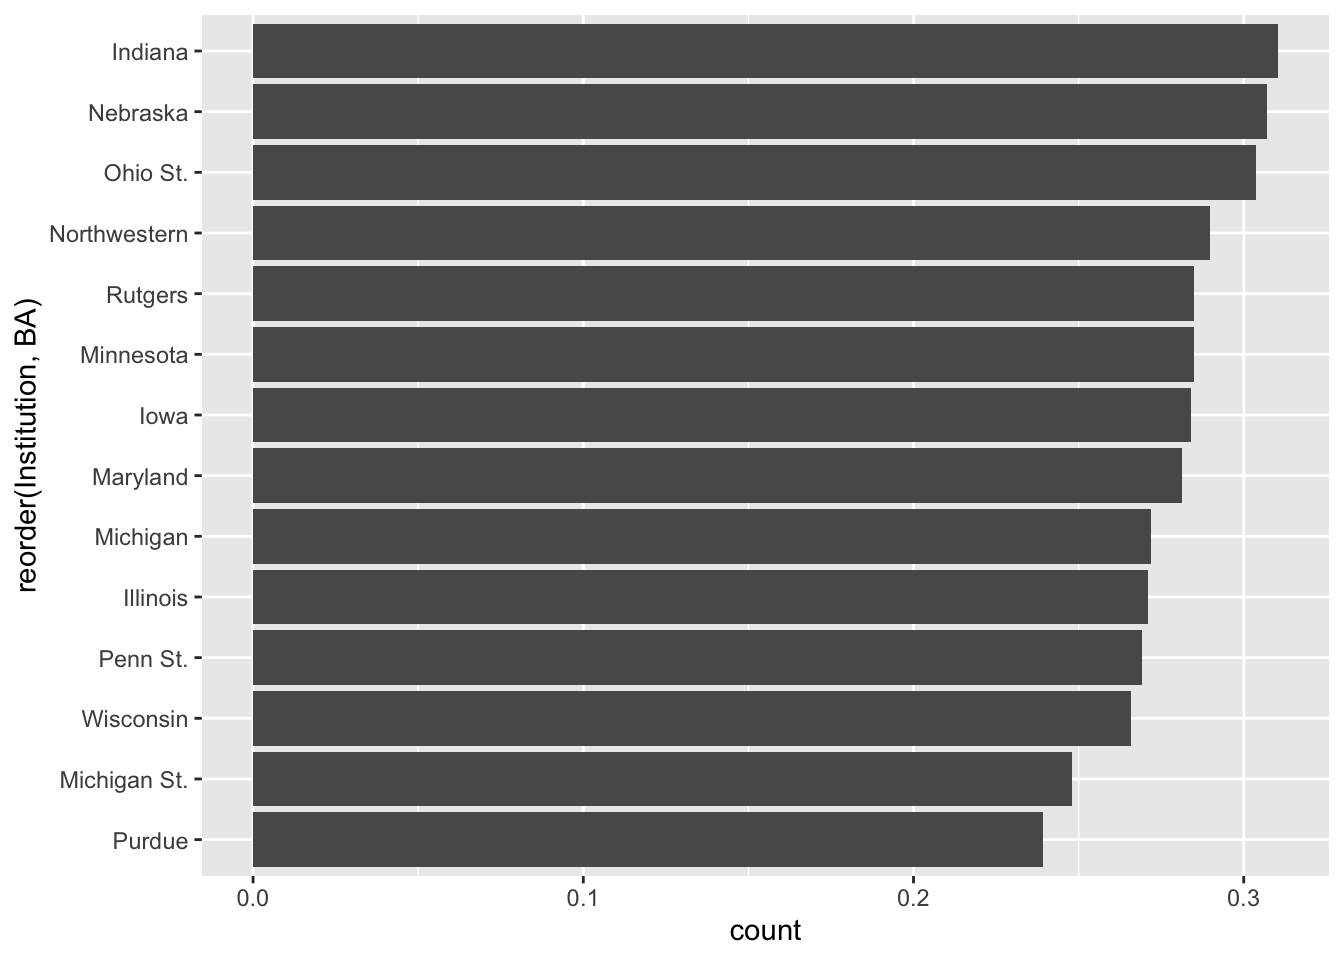 reorder(Institution, BA)
Indiana
Nebraska
Ohio St.
Northwestern
Rutgers
Minnesota
Iowa
Maryland
Michigan
Illinois
Penn St.
Wisconsin
Michigan St.
Purdue
0.0 0.1 0.2 0.3
count